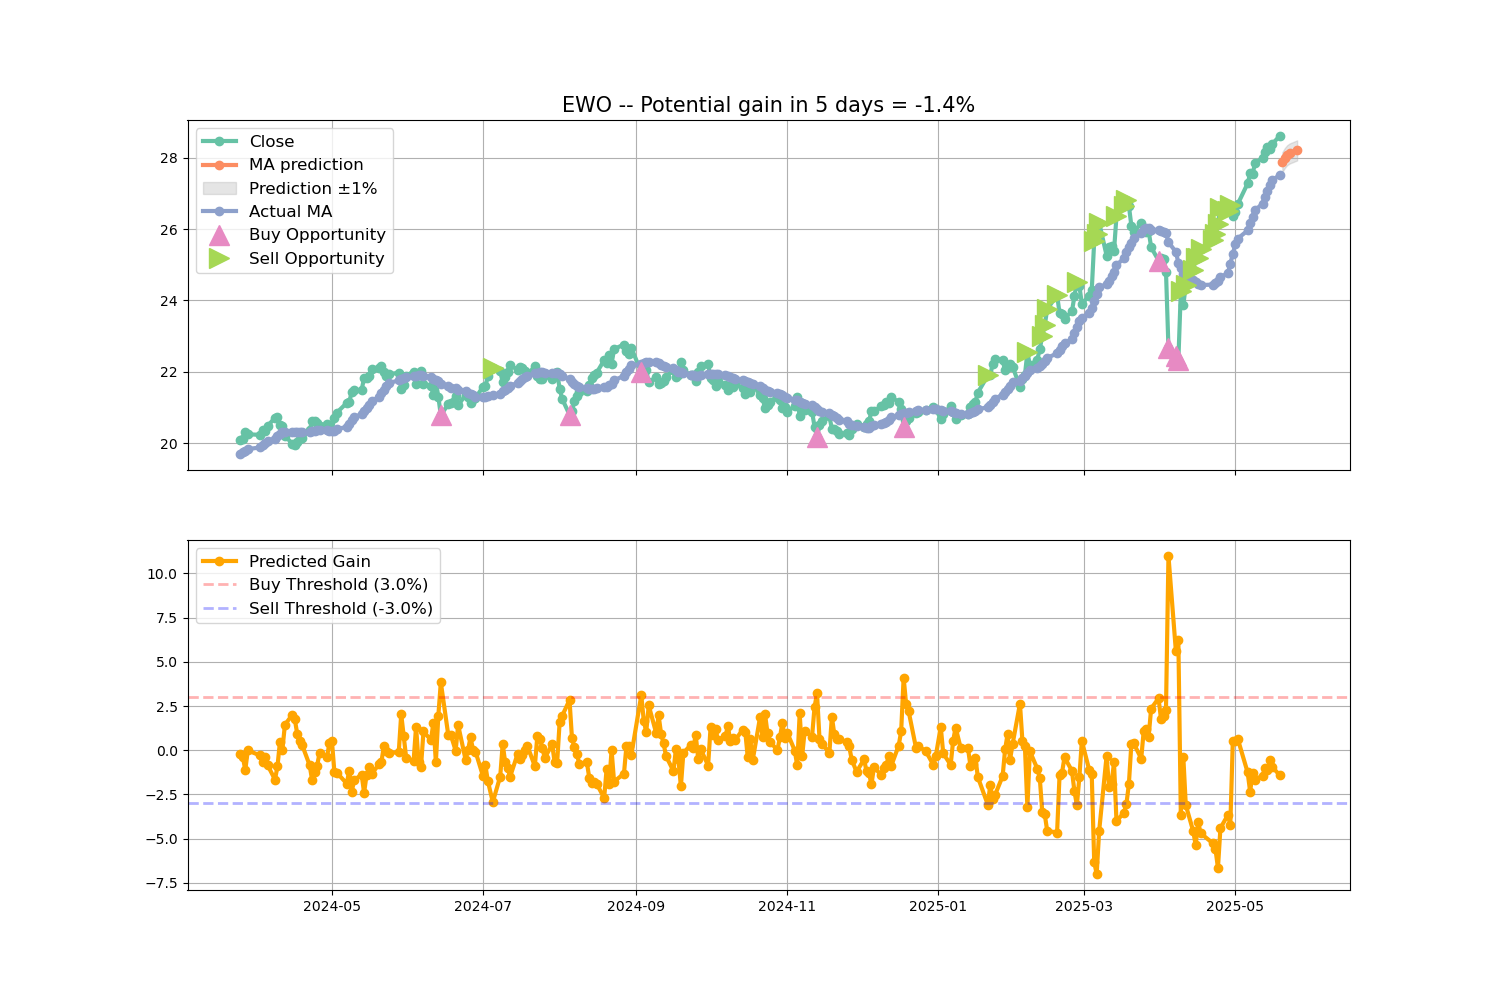 EWO -- Potential gain in 5 days = -1.4%
Close
MA prediction
Prediction ±1%
Actual MA
Buy Opportunity
Sell Opportunity
28
26
24
22
20
Predicted Gain
Buy Threshold (3.0%)
Sell Threshold (-3.0%)
10.0
7.5
5.0
2.5
0.0
−2.5
−5.0
−7.5
2024-05 2024-07 2024-09 2024-11 2025-01 2025-03 2025-05